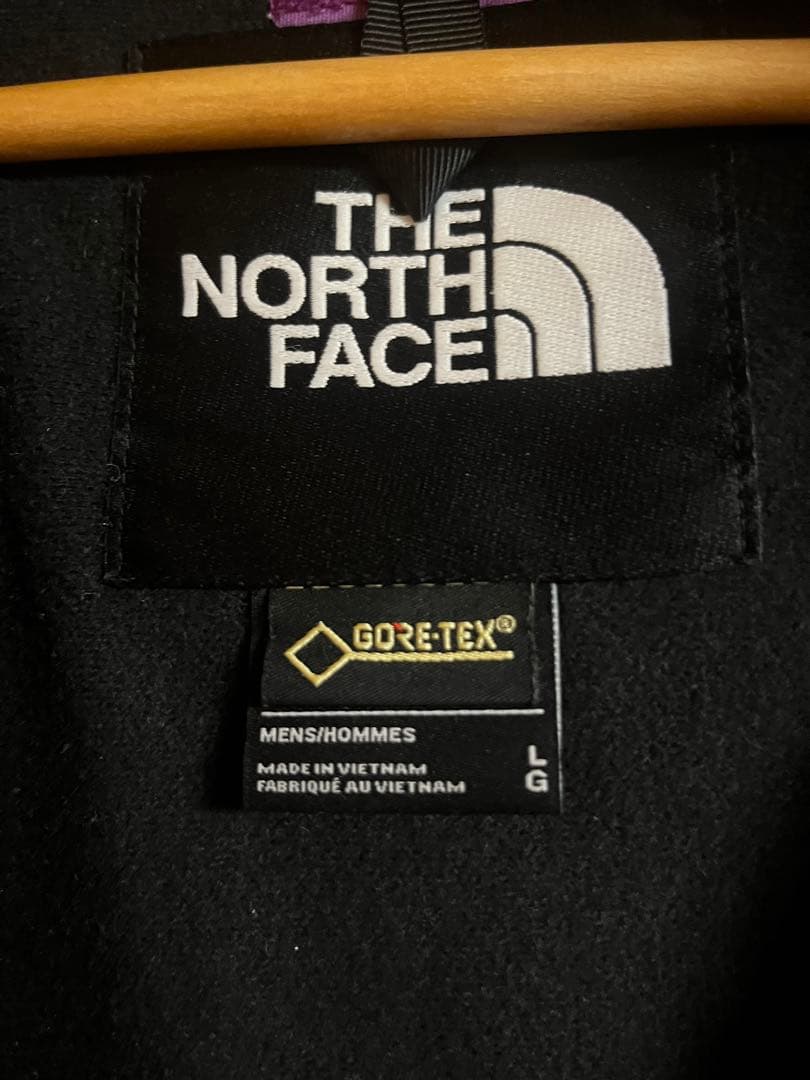 THE
NORTH
FACE
GORE-TEX®
MENS/HOMMES
MADE IN VIETNAM
FABRIQUÉ AU VIETNAM
L
G